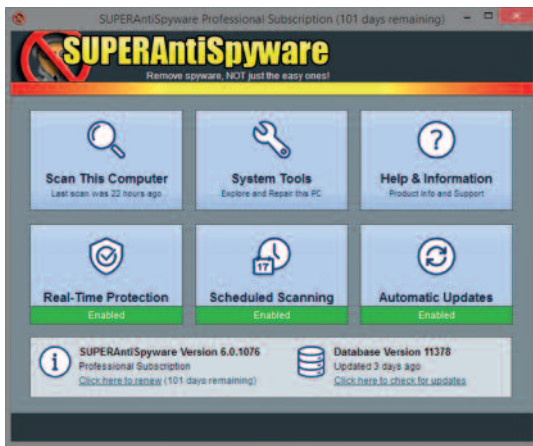 SUPERAntiSpyware Professional Subscription (101 days remaining)
SUPERAntiSpyware
Remove spyware, NOT just the easy ones!
Scan This Computer
Last scan was 22 hours ago
System Tools
Explore and Repair this PC
Help & Information
Product Info and Support
Real-Time Protection
Enabled
17
Scheduled Scanning
Enabled
Automatic Updates
Enabled
SUPERAntiSpyware Version 6.0.1076
Professional Subscription
Click here to renew (101 days remaining)
Database Version 11378
Updated 3 days ago
Click here to check for updates